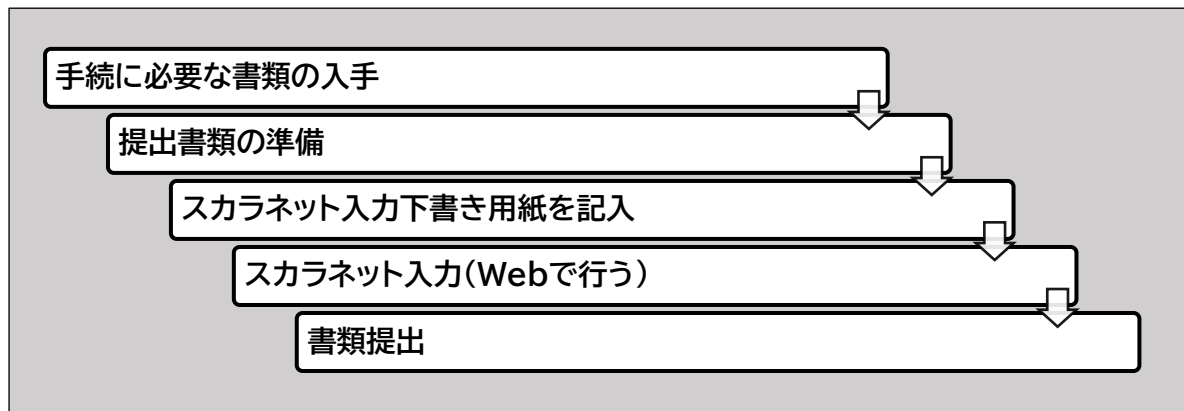 手続に必要な書類の入手
提出書類の準備
スカラネット入力下書き用紙を記入
スカラネット入力(Webで行う)
書類提出